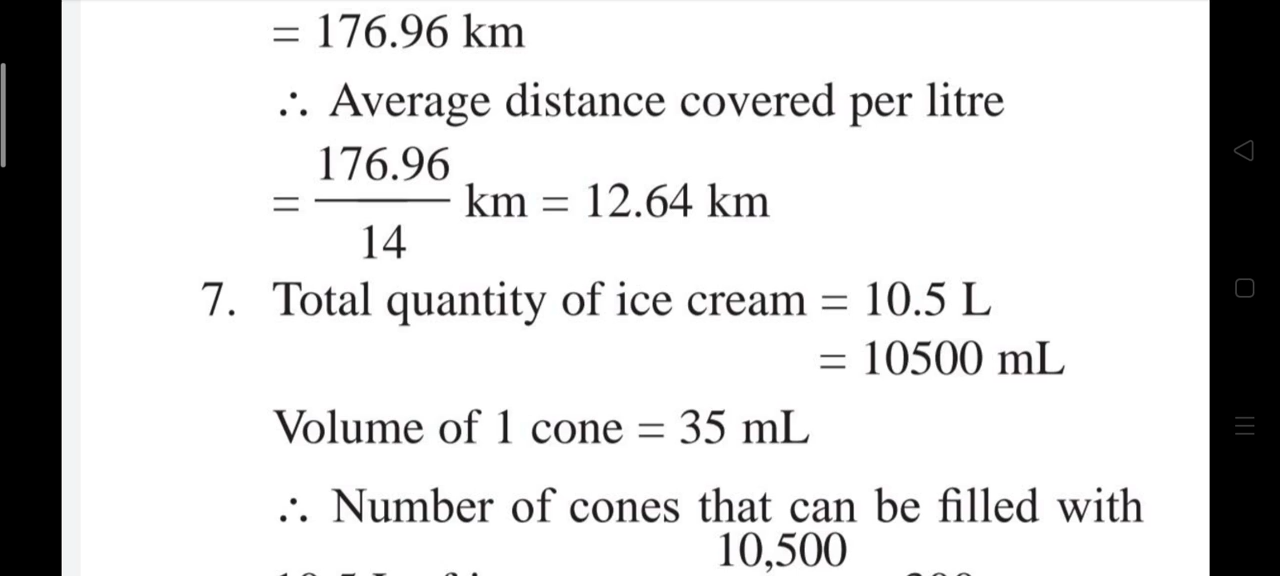 = 176.96 km
∴ Average distance covered per litre
= 176.96/14 km = 12.64 km
7. Total quantity of ice cream = 10.5 L
= 10500 mL
Volume of 1 cone = 35 mL
∴ Number of cones that can be filled with
10,500